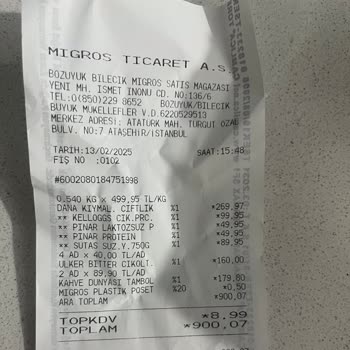 MIGROS TICARET A.S.
BOZUYUK BILECIK MIGROS SATIS MAGAZASI
YENI MH. ISMET INONU CD. NO:136/6
TEL:0(850)229 8652 BOZUYUK/BILECIK
BUYUK MUKELLEFLER V.D.6220529513
MERKEZ ADRESI: ATATURK MAH. TURGUT OZAL
BULV. NO:7 ATAŞEHIR/ISTANBUL
TARIH:13/02/2025 SAAT:15:48
FIŞ NO :0102
#6002080184751998
0.540 KG x 499,95 TL/KG
DANA KIYMAL. CIFTLIK %1 *269,97
** KELLOGGS CIK.PRC. %1 *99,95
** PINAR LAKTOZSUZ P %1 *49,95
** PINAR PROTEIN %1 *49,95
** SUTAS SUZ.Y.750G %1 *89,95
4 AD x 40,00 TL/AD
ULKER BITTER CIKOLT. %1 *160,00
2 AD x 89,90 TL/AD
KAHVE DUNYASI TAMBOL %1 *179,80
MIGROS PLASTIK POSET %20 *0,50
ARA TOPLAM *900,07
TOPKDV *8,99
TOPLAM *900,07